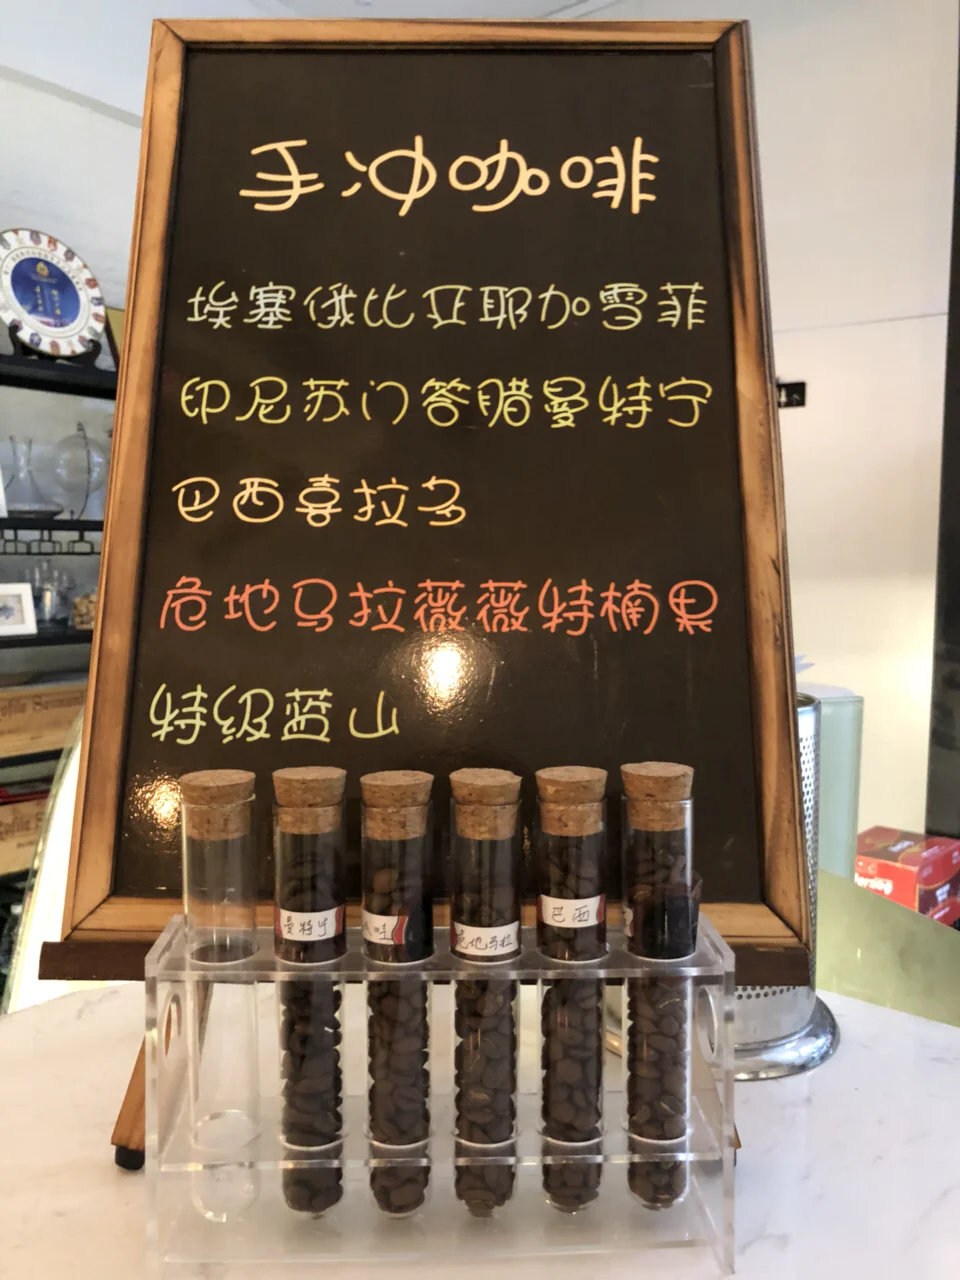 手冲咖啡
埃塞俄比亚耶加雪菲
印尼苏门答腊曼特宁
巴西喜拉多
危地马拉薇薇特楠果
特级蓝山
曼特宁
哇
危地马拉
巴西